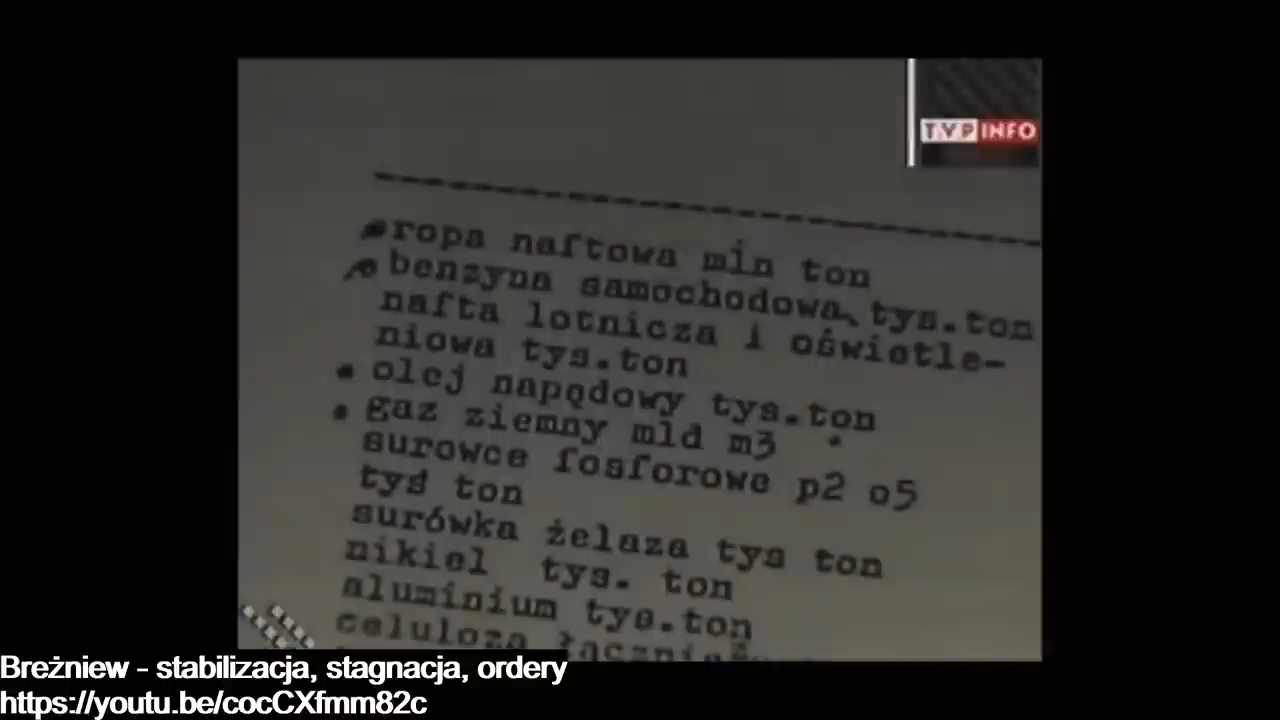 TVP INFO
ropa naftowa mln ton
benzyna samochodowa, tys.ton
nafta lotnicza i oświetle-
niowa tys.ton
olej napędowy tys.ton
gaz ziemny mld m3
surowce fosforowe p2 o5
tyś ton
surówka żelaza tys ton
nikiel tys. ton
aluminium tys.ton
celuloza
Breżniew - stabilizacja, stagnacja, ordery
https://youtu.be/cocCXfmm82c